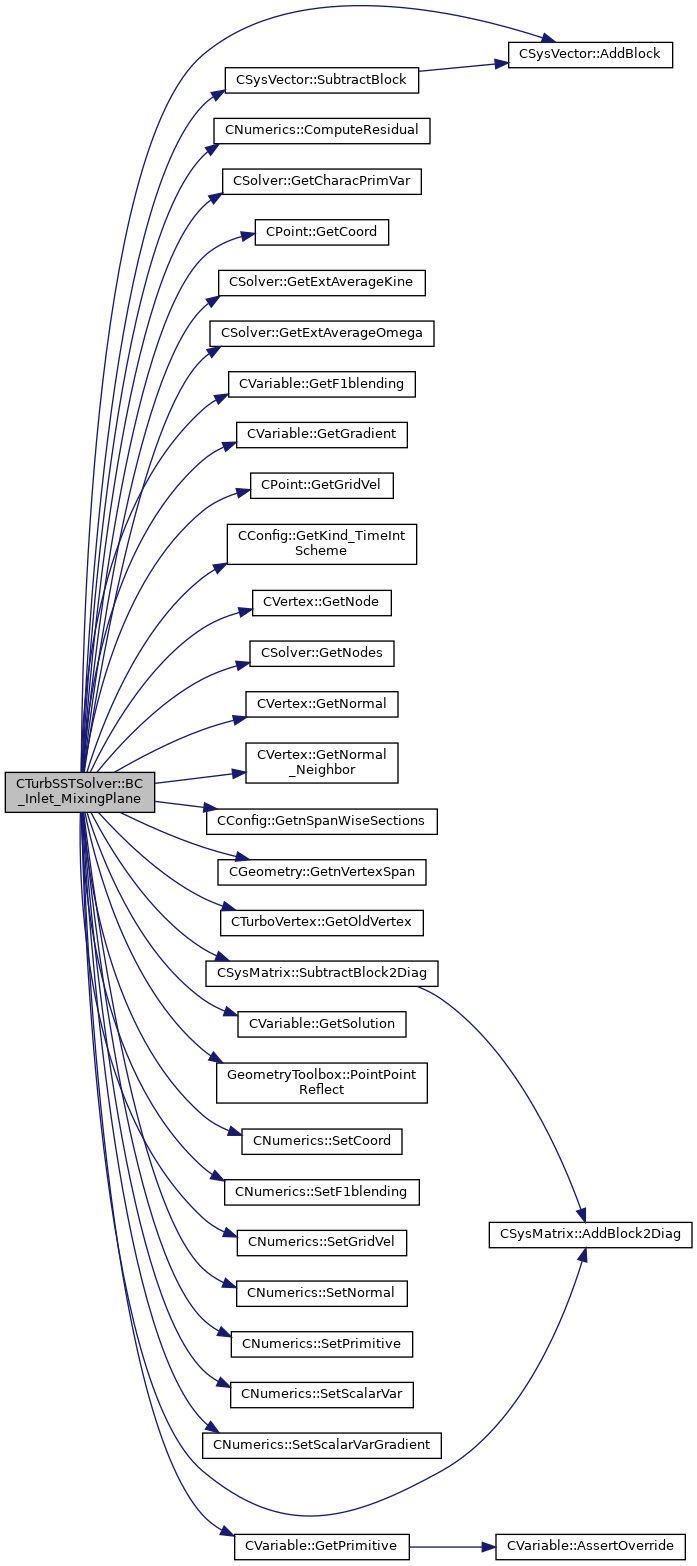 CSysVector::AddBlock
CSysVector::SubtractBlock
CNumerics::ComputeResidual
CSolver::GetCharacPrimVar
CPoint::GetCoord
CSolver::GetExtAverageKine
CSolver::GetExtAverageOmega
CVariable::GetF1blending
CVariable::GetGradient
CPoint::GetGridVel
CConfig::GetKind_TimeInt
Scheme
CVertex::GetNode
CSolver::GetNodes
CVertex::GetNormal
CVertex::GetNormal
_Neighbor
CTurbSSTSolver::BC
_Inlet_MixingPlane
CConfig::GetnSpanWiseSections
CGeometry::GetnVertexSpan
CTurboVertex::GetOldVertex
CSysMatrix::SubtractBlock2Diag
CVariable::GetSolution
GeometryToolbox::PointPoint
Reflect
CNumerics::SetCoord
CNumerics::SetF1blending
CSysMatrix::AddBlock2Diag
CNumerics::SetGridVel
CNumerics::SetNormal
CNumerics::SetPrimitive
CNumerics::SetScalarVar
CNumerics::SetScalarVarGradient
CVariable::GetPrimitive
CVariable::AssertOverride